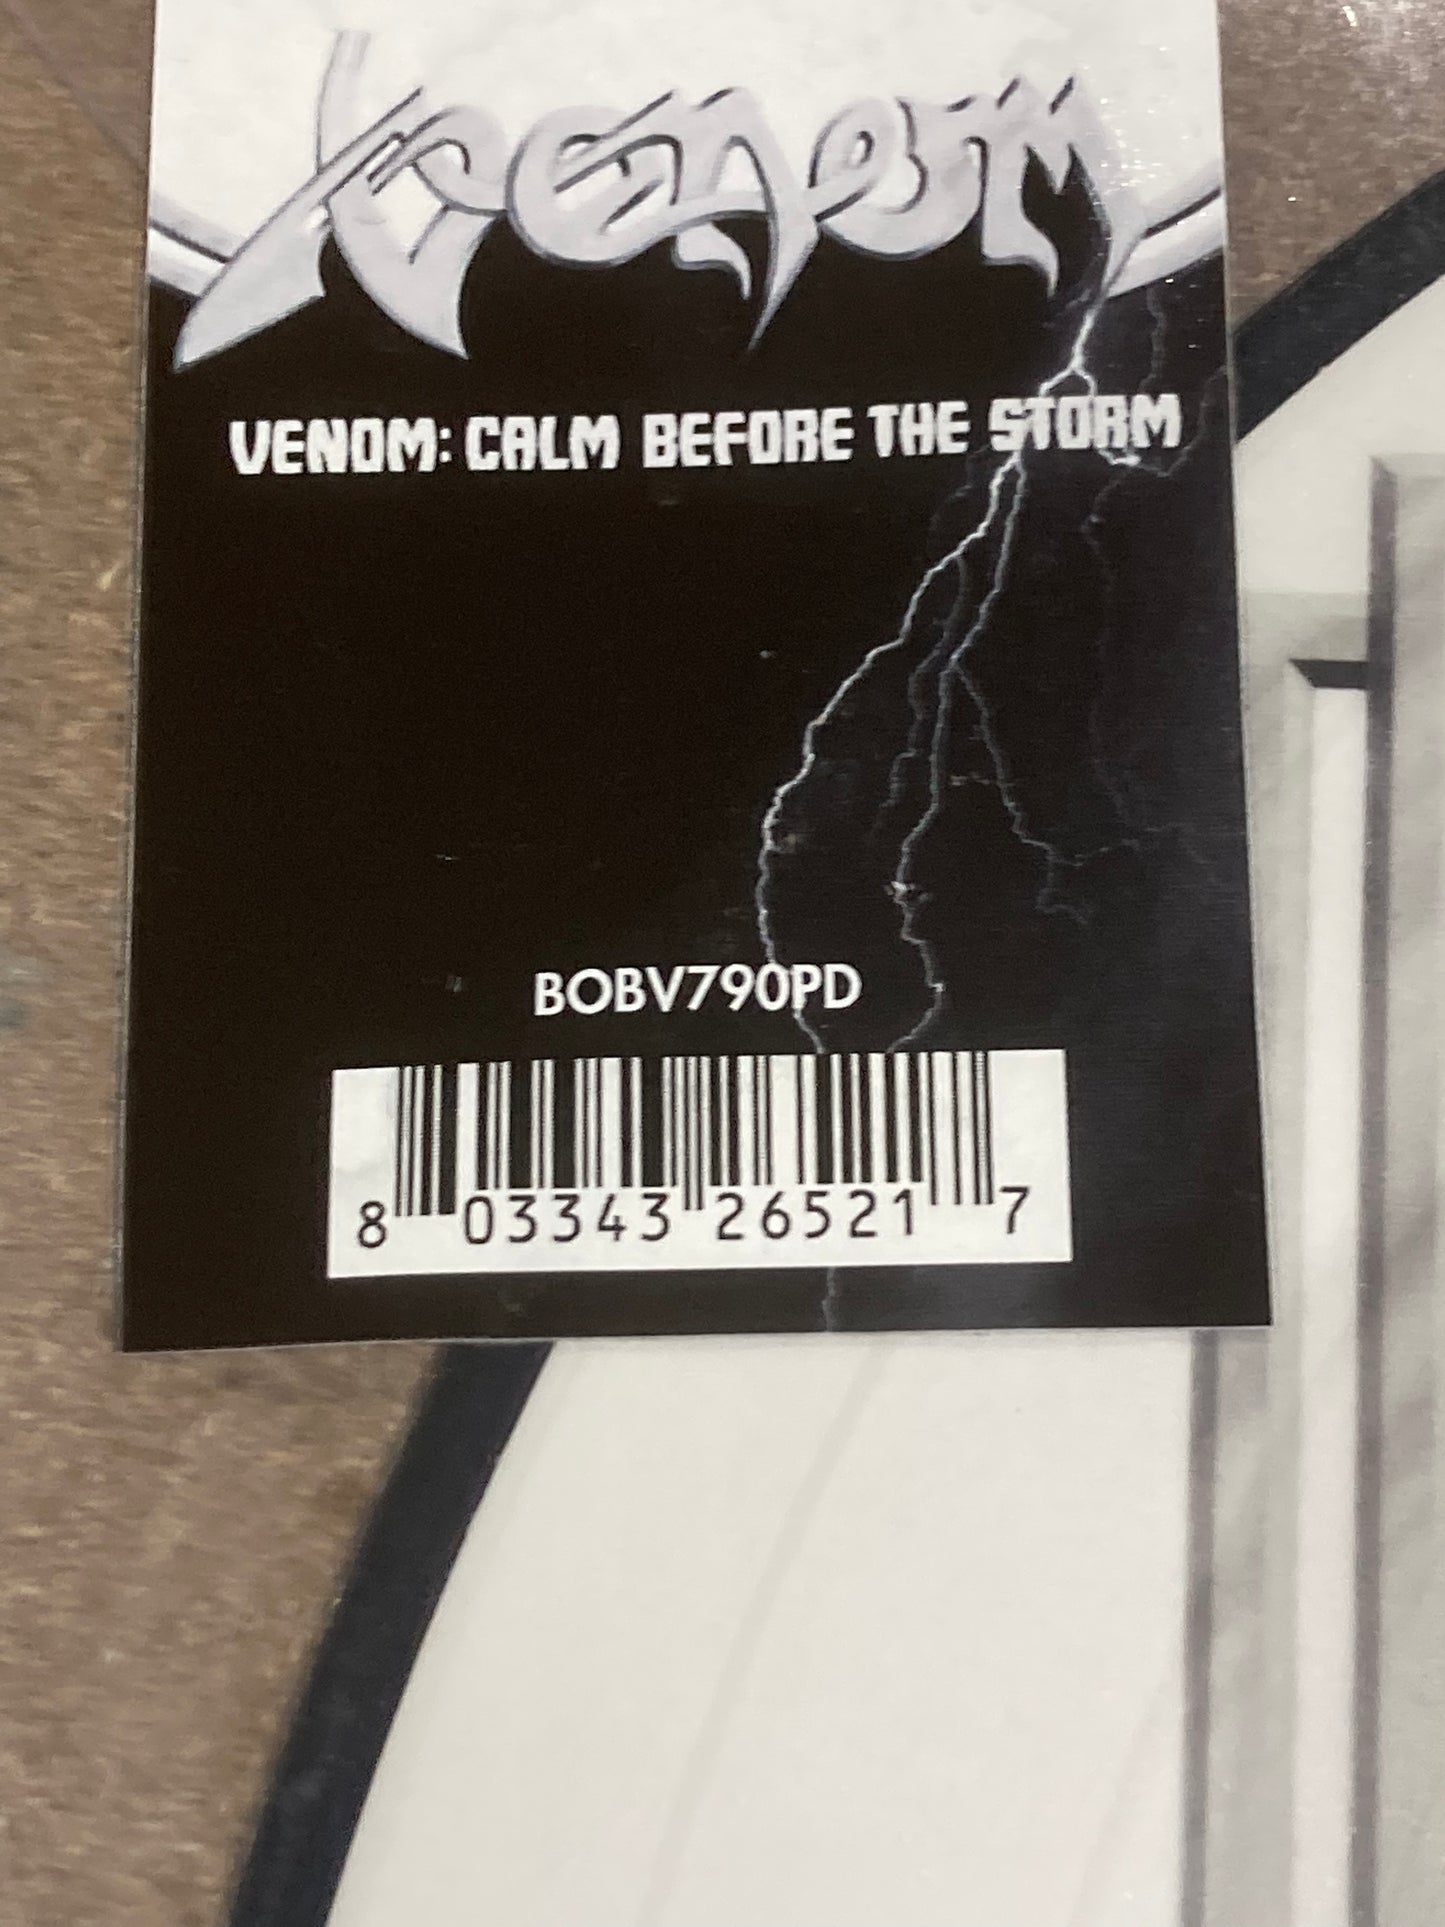 Venom
VENOM: CALM BEFORE THE STORM
BOBV790PD
8 03343 26521 7